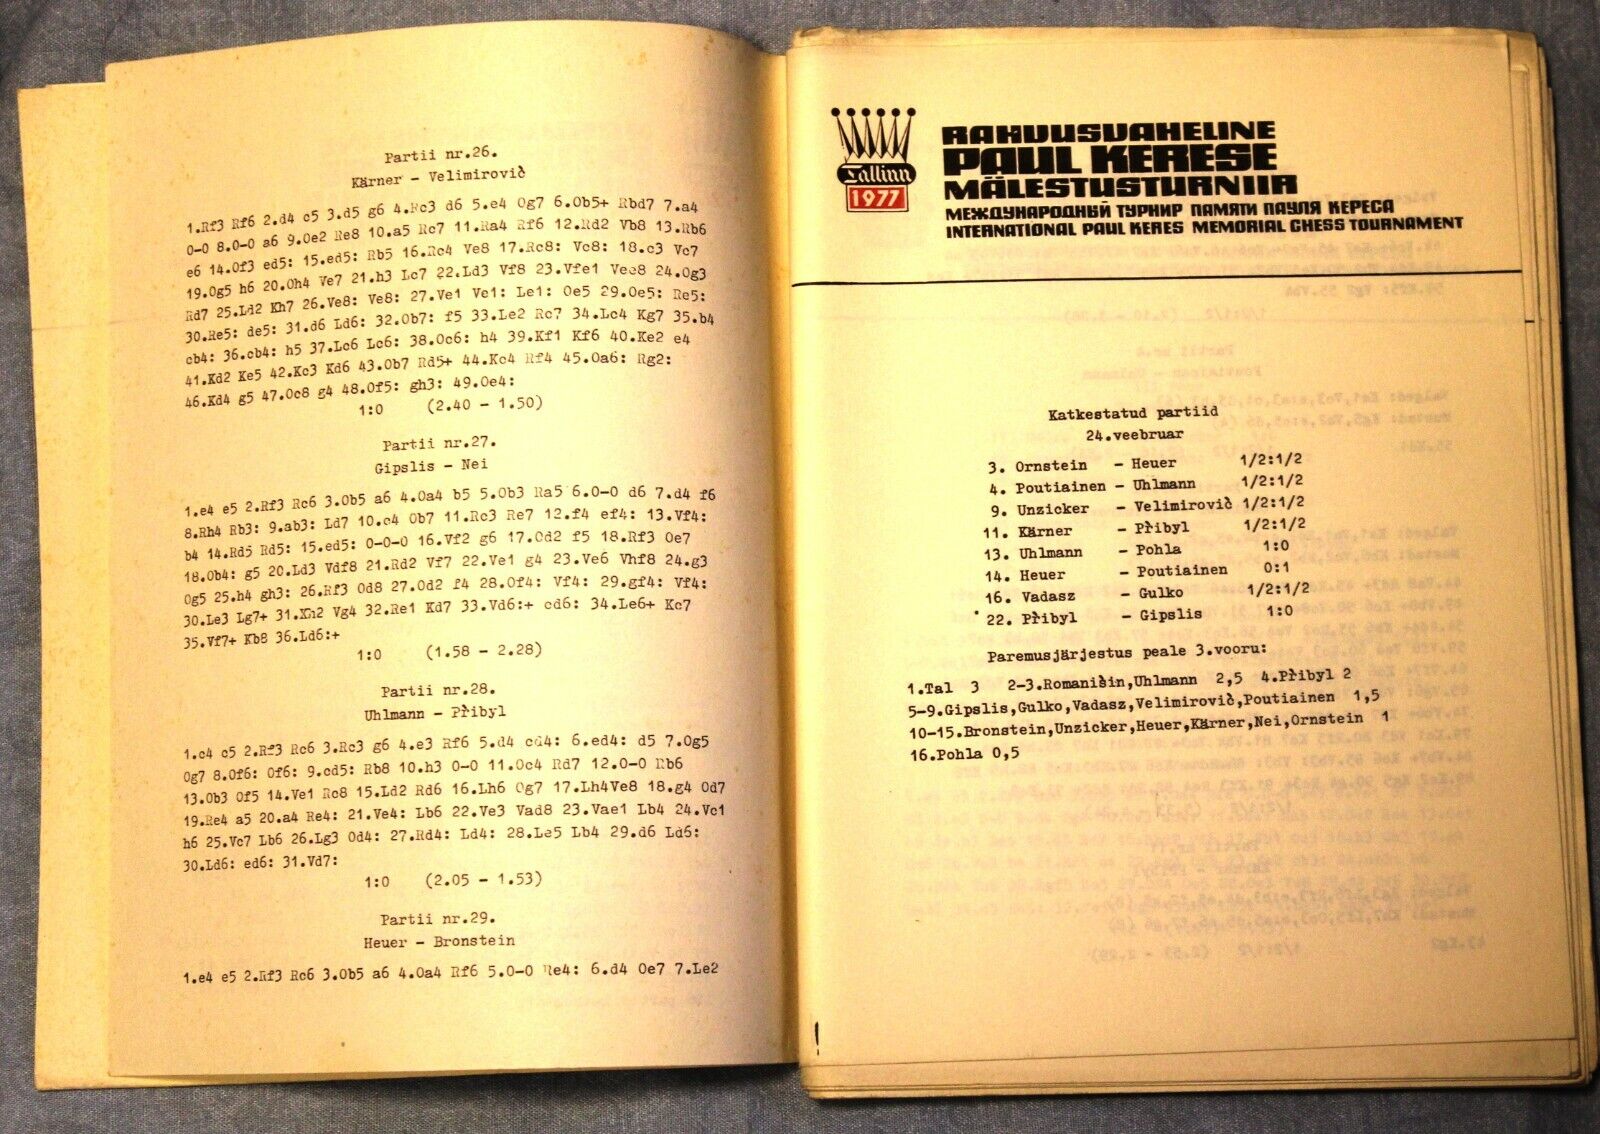 Partii nr.26.
Kärner - Velimirović
1.Rf3 Rf6 2.d4 c5 3.d5 g6 4.Rc3 d6 5.e4 Og7 6.Ob5+ Rbd7 7.a4
0-0 8.0-0 a6 9.Oe2 Re8 10.a5 Rc7 11.Ra4 Rf6 12.Rd2 Vb8 13.Rb6
e6 14.Of3 ed5: 15.ed5: Rb5 16.Rc4 Ve8 17.Rc8: Vc8: 18.c3 Vc7
19.Og5 h6 20.Oh4 Ve7 21.h3 Lc7 22.Ld3 Vf8 23.Vfe1 Vee8 24.Og3
Rd7 25.Ld2 Kh7 26.Ve8: Ve8: 27.Ve1 Ve1: Le1: Oe5 29.Oe5: Re5:
30.Re5: de5: 31.d6 Ld6: 32.Ob7: f5 33.Le2 Rc7 34.Lc4 Kg7 35.b4
cb4: 36.cb4: h5 37.Lc6 Lc6: 38.Oc6: h4 39.Kf1 Kf6 40.Ke2 e4
41.Kd2 Ke5 42.Kc3 Kd6 43.Ob7 Rd5+ 44.Kc4 Rf4 45.Oa6: Rg2:
46.Kd4 g5 47.Oc8 g4 48.Of5: gh3: 49.Oe4:
1:0 (2.40 - 1.50)
Partii nr.27.
Gipslis - Nei
1.e4 e5 2.Rf3 Rc6 3.Ob5 a6 4.Oa4 b5 5.Ob3 Ra5 6.0-0 d6 7.d4 f6
8.Rh4 Rb3: 9.ab3: Ld7 10.c4 Ob7 11.Rc3 Re7 12.f4 ef4: 13.Vf4:
b4 14.Rd5 Rd5: 15.ed5: 0-0-0 16.Vf2 g6 17.Od2 f5 18.Rf3 Oe7
18.Ob4: g5 20.Ld3 Vdf8 21.Rd2 Vf7 22.Ve1 g4 23.Ve6 Vhf8 24.g3
Og5 25.h4 gh3: 26.Rf3 Od8 27.Od2 f4 28.Of4: Vf4: 29.gf4: Vf4:
30.Le3 Lg7+ 31.Kh2 Vg4 32.Re1 Kd7 33.Vd6:+ cd6: 34.Le6+ Kc7
35.Vf7+ Kb8 36.Ld6:+
1:0 (1.58 - 2.28)
Partii nr.28.
Uhlmann - Přibyl
1.c4 c5 2.Rf3 Rc6 3.Rc3 g6 4.e3 Rf6 5.d4 cd4: 6.ed4: d5 7.Og5
Og7 8.Of6: Of6: 9.cd5: Rb8 10.h3 0-0 11.Oc4 Rd7 12.0-0 Rb6
13.Ob3 Of5 14.Ve1 Rc8 15.Ld2 Rd6 16.Lh6 Og7 17.Lh4Ve8 18.g4 Od7
19.Re4 a5 20.a4 Re4: 21.Ve4: Lb6 22.Ve3 Vad8 23.Vae1 Lb4 24.Vc1
h6 25.Vc7 Lb6 26.Lg3 Od4: 27.Rd4: Ld4: 28.Le5 Lb4 29.d6 Ld6:
30.Ld6: ed6: 31.Vd7:
1:0 (2.05 - 1.53)
Partii nr.29.
Heuer - Bronstein
1.e4 e5 2.Rf3 Rc6 3.Ob5 a6 4.Oa4 Rf6 5.0-0 Re4: 6.d4 Oe7 7.Le2
Tallinn
1977
RAHVUSVAHELINE
PAUL KERESE
MÄLESTUSTURNIIR
МЕЖДУНАРОДНЫЙ ТУРНИР ПАМЯТИ ПАУЛЯ КЕРЕСА
INTERNATIONAL PAUL KERES MEMORIAL CHESS TOURNAMENT
Katkestatud partiid
24.veebruar
3. Ornstein - Heuer 1/2:1/2
4. Poutiainen - Uhlmann 1/2:1/2
9. Unzicker - Velimirović 1/2:1/2
11. Kärner - Přibyl 1/2:1/2
13. Uhlmann - Pohla 1:0
14. Heuer - Poutiainen 0:1
16. Vadasz - Gulko 1/2:1/2
22. Přibyl - Gipslis 1:0
Paremusjärjestus peale 3.vooru:
1.Tal 3 2-3.Romanišin,Uhlmann 2,5 4.Přibyl 2
5-9.Gipslis,Gulko,Vadasz,Velimirović,Poutiainen 1,5
10-15.Bronstein,Unzicker,Heuer,Kärner,Nei,Ornstein 1
16.Pohla 0,5